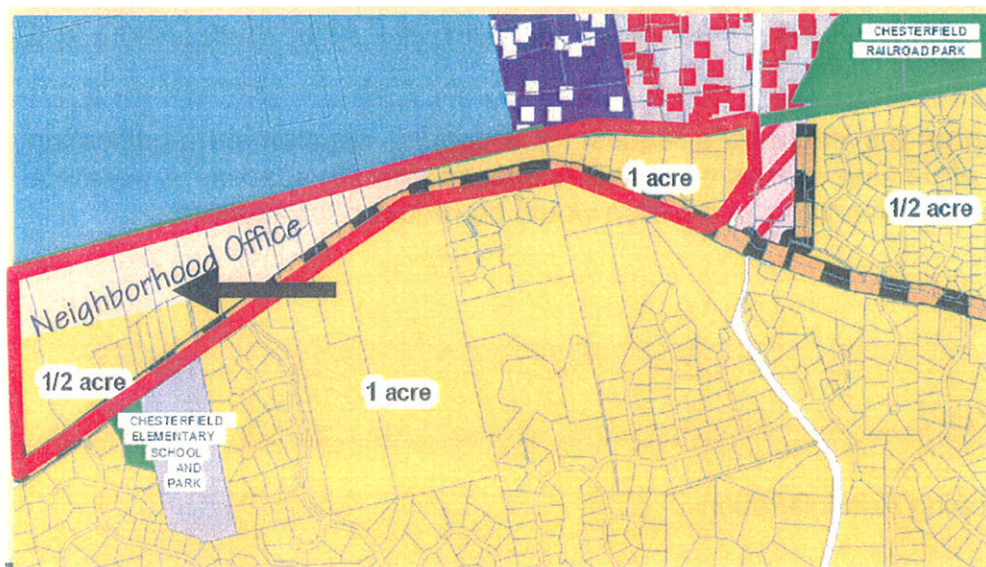 CHESTERFIELD
RAILROAD PARK
1 acre
1/2 acre
Neighborhood Office
1/2 acre
1 acre
CHESTERFIELD
ELEMENTARY
SCHOOL
AND
PARK